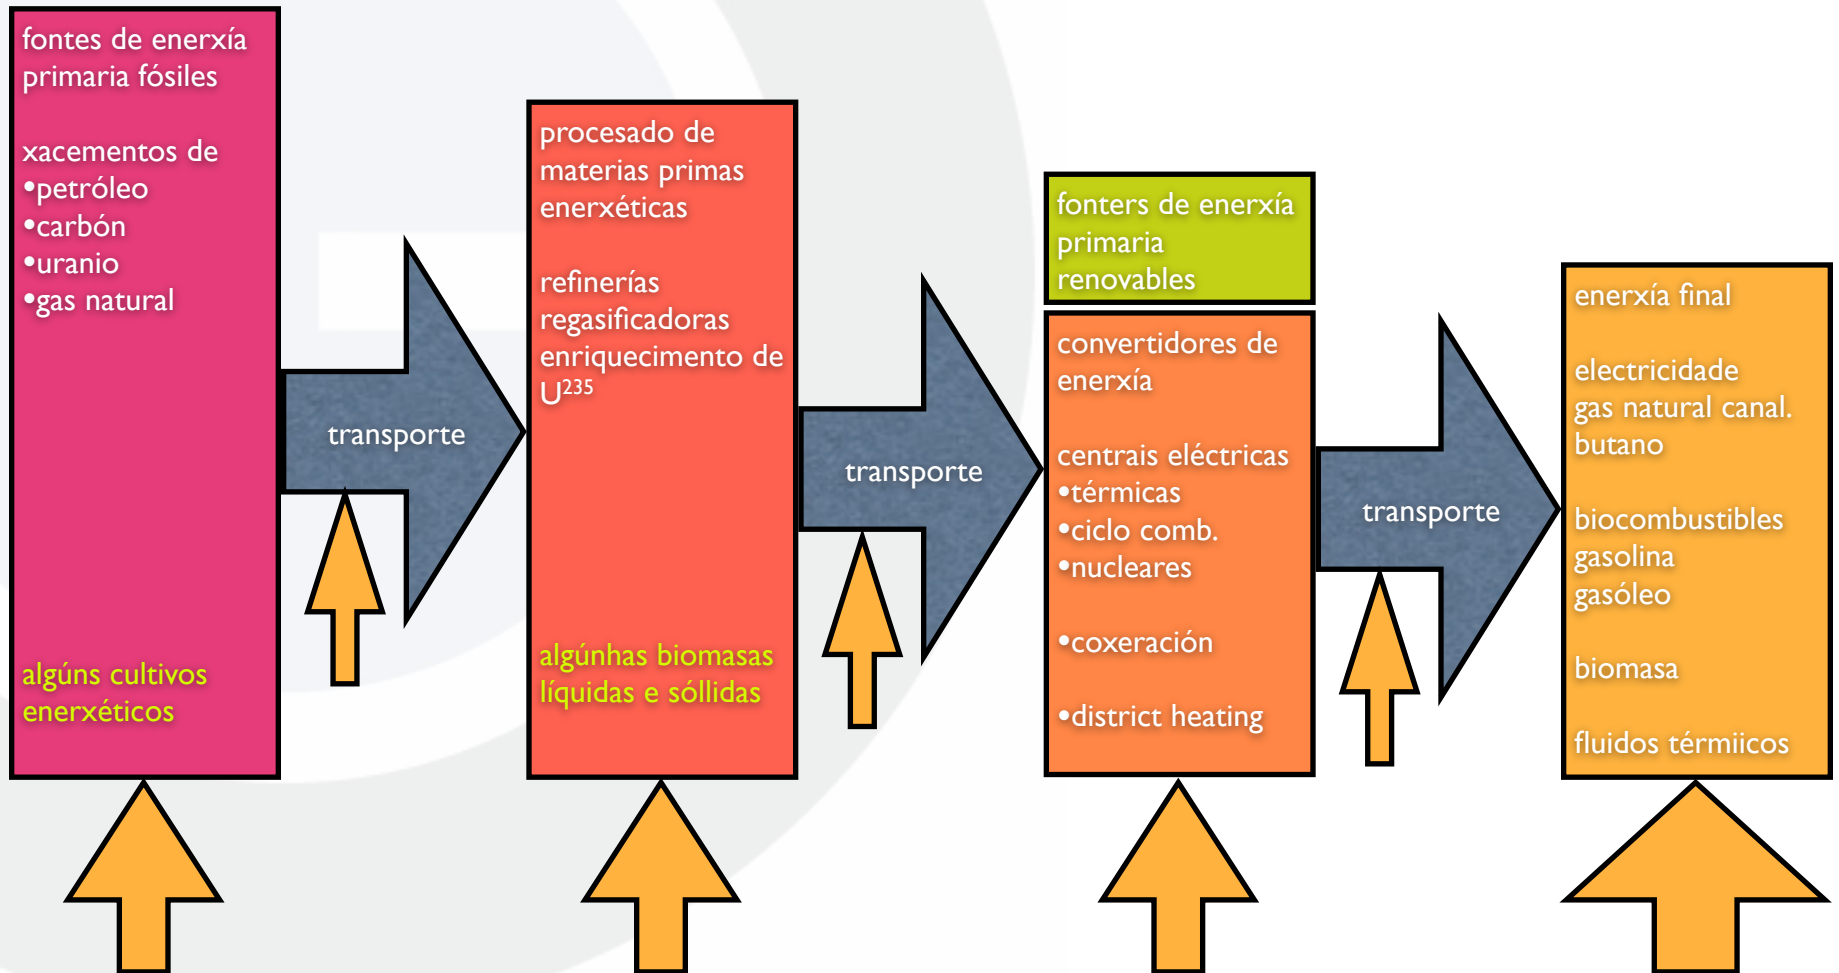 fontes de enerxía
primaria fósiles
xacementos de
•petróleo
•carbón
•uranio
•gas natural
algúns cultivos
enerxéticos
transporte
procesado de
materias primas
enerxéticas
refinerías
regasificadoras
enriquecimento de
U²³⁵
algúnhas biomasas
líquidas e sóllidas
transporte
fonters de enerxía
primaria
renovables
convertidores de
enerxía
centrais eléctricas
•térmicas
•ciclo comb.
•nucleares
•coxeración
•district heating
transporte
enerxía final
electricidade
gas natural canal.
butano
biocombustibles
gasolina
gasóleo
biomasa
fluidos térmiicos